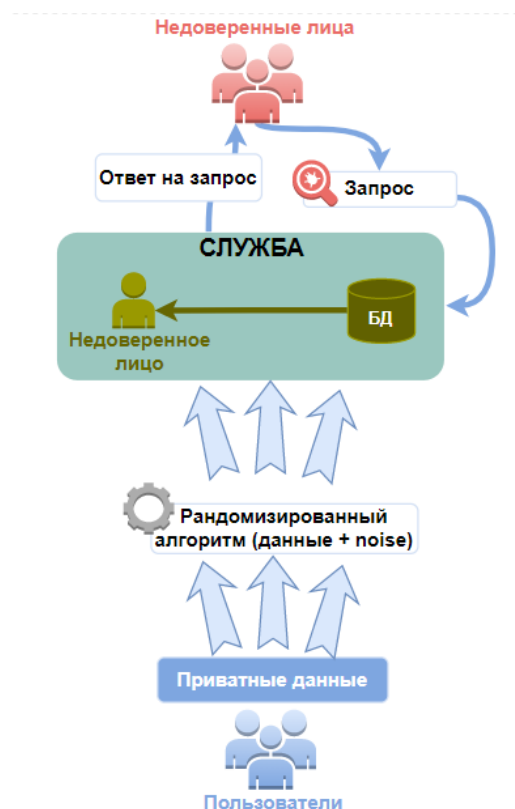 Недоверенные лица
Ответ на запрос
Запрос
СЛУЖБА
БД
Недоверенное
лицо
Рандомизированный
алгоритм (данные + noise)
Приватные данные
Пользователи